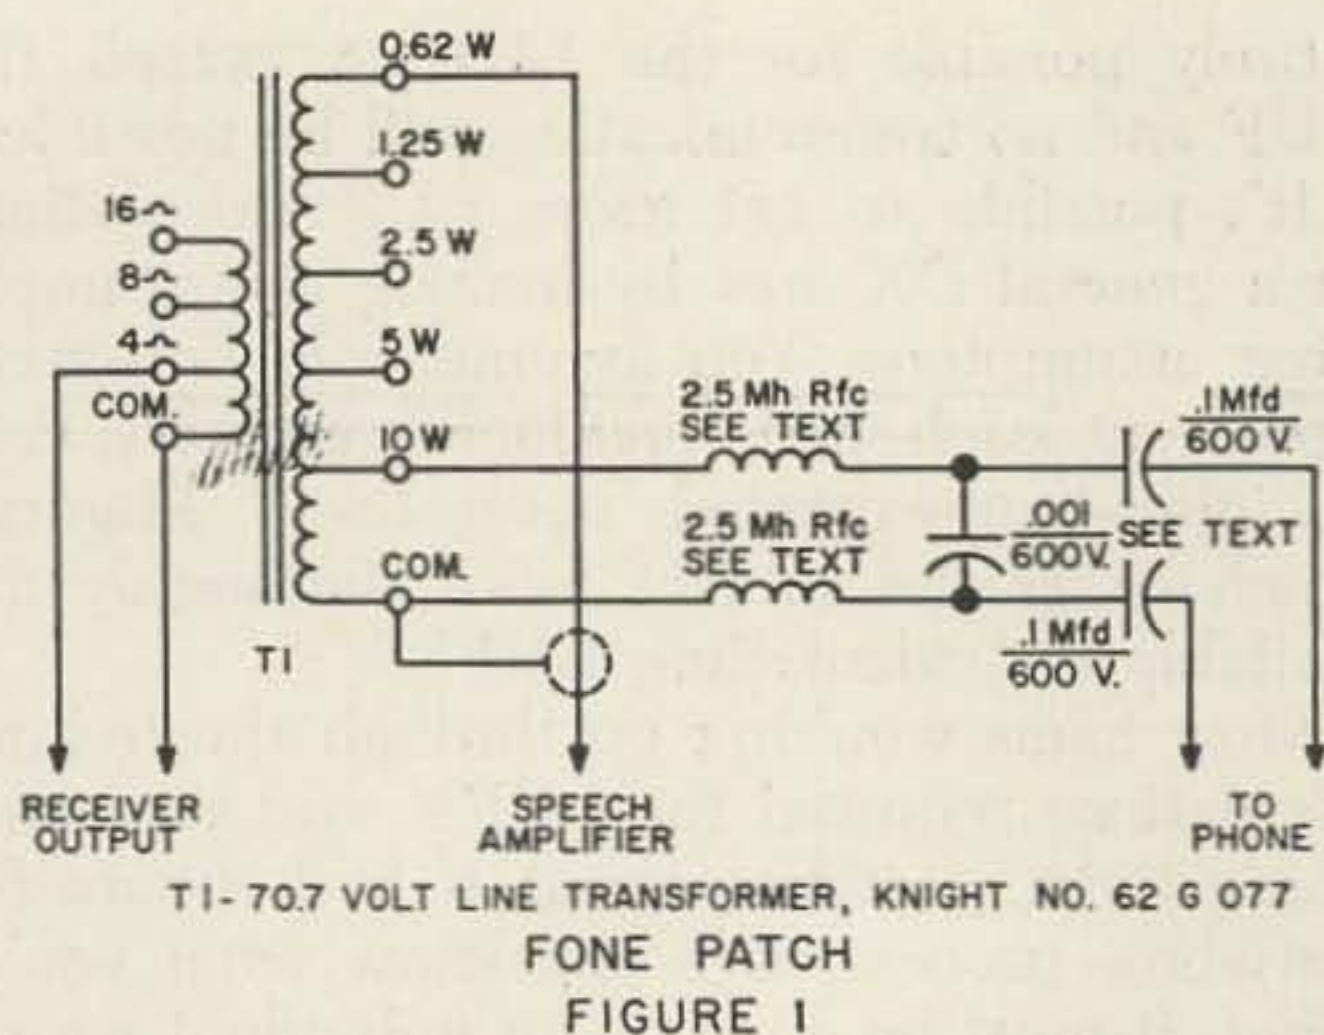 0.62 W
1.25 W
16~
2.5 W
8~
4~
5 W
COM.
10 W
2.5 Mh Rfc
SEE TEXT
.1 Mfd
600 V.
COM.
2.5 Mh Rfc
SEE TEXT
.001
600V.
SEE TEXT
T1
.1 Mfd
600 V.
RECEIVER
OUTPUT
SPEECH
AMPLIFIER
TO
PHONE
T1- 70.7 VOLT LINE TRANSFORMER, KNIGHT NO. 62 G 077
FONE PATCH
FIGURE 1